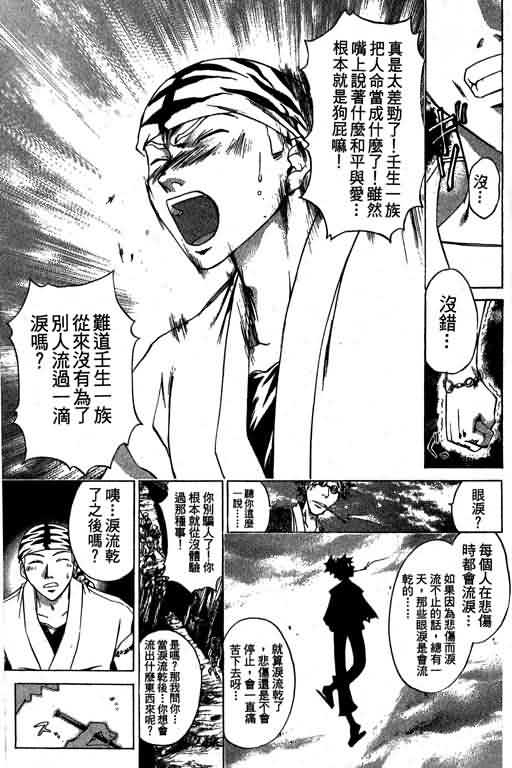 沒…
沒錯…
真是太差勁了！
把人命當成什麼了！雖然
嘴上說著什麼和平與愛…
根本就是狗屁嘛！
壬生一族
難道壬生一族
從來沒有為了
別人流過一滴
淚嗎？
眼淚？
每個人在悲傷
時都會流淚…
如果因為悲傷而淚
流不止的話，總有一
天，那些眼淚是會流
乾的……
聽你這麼
一說…
就算淚流乾了
，悲傷還是不會
停止，會一直痛
苦下去呀…
你別騙人了！你
根本就從沒體驗
過那種事！
是嗎？那我問你…
當淚流乾後…你想會
流出什麼東西來呢？
咦…淚流乾
了之後嗎？